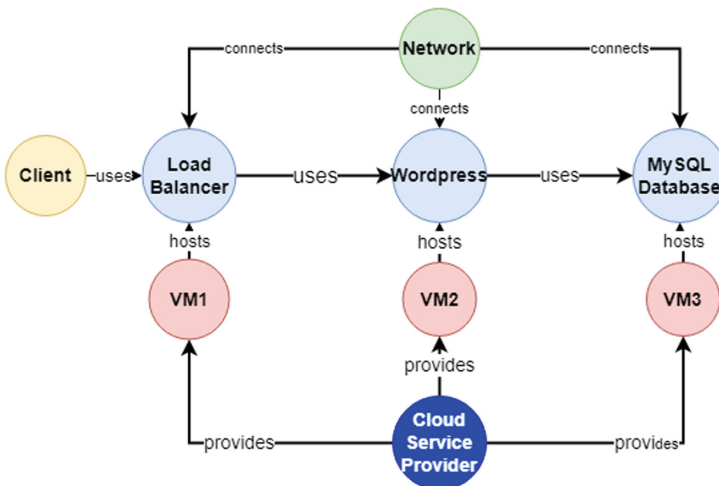 Network
connects
connects
connects
Client
uses
Load
Balancer
uses
Wordpress
uses
MySQL
Database
hosts
hosts
hosts
VM1
VM2
VM3
provides
Cloud
Service
Provider
provides
provides